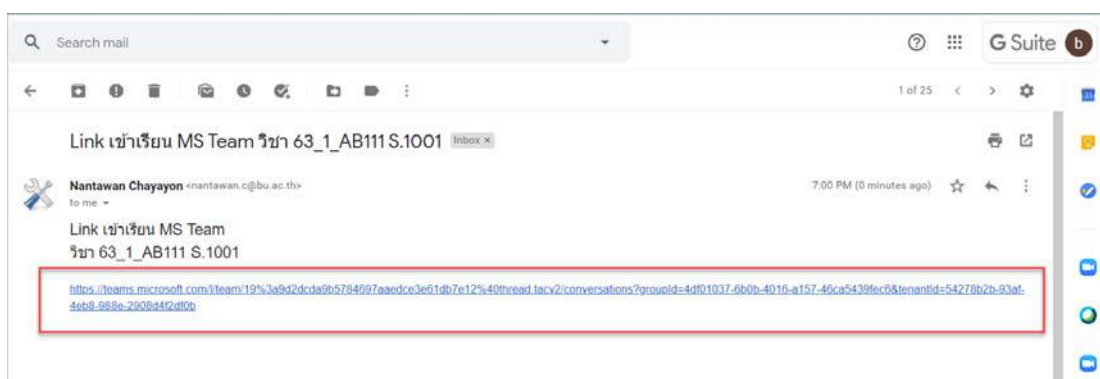 Search mail
G Suite b
1 of 25
Link เข้าเรียน MS Team วิชา 63_1_AB111 S.1001 Inbox ×
Nantawan Chayayon <nantawan.c@bu.ac.th>
7:00 PM (0 minutes ago)
to me
Link เข้าเรียน MS Team
วิชา 63_1_AB111 S.1001
https://teams.microsoft.com/l/team/19%3a9d2dcda9b5784697aaedce3e61db7e12%40thread.tacv2/conversations?groupId=4df01037-6b0b-4016-a157-46ca5439fec6&tenantId=54278b2b-93af-
4eb8-988e-2908d4f2df0b
31